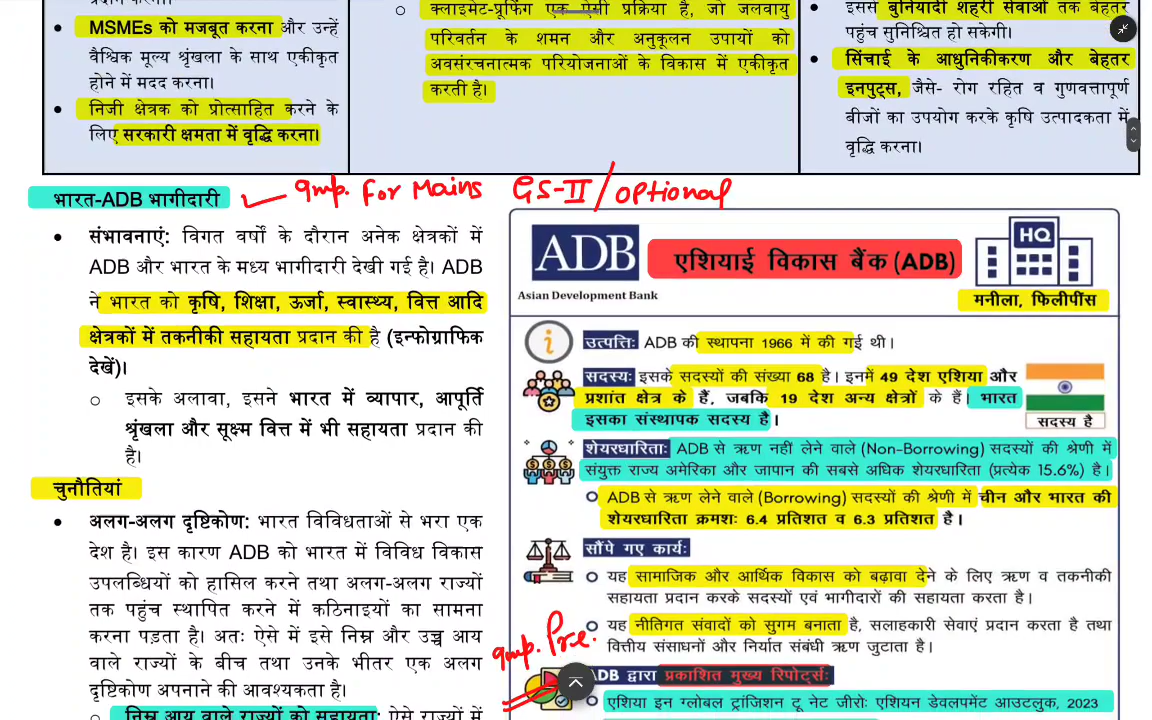 प्रदान करना।
MSMEs को मजबूत करना और उन्हें
वैश्विक मूल्य श्रृंखला के साथ एकीकृत
होने में मदद करना।
निजी क्षेत्रक को प्रोत्साहित करने के
लिए सरकारी क्षमता में वृद्धि करना।
क्लाइमेट-प्रूफिंग एक ऐसी प्रक्रिया है, जो जलवायु
परिवर्तन के शमन और अनुकूलन उपायों को
अवसंरचनात्मक परियोजनाओं के विकास में एकीकृत
करती है।
इससे बुनियादी शहरी सेवाओं तक बेहतर
पहुंच सुनिश्चित हो सकेगी।
सिंचाई के आधुनिकीकरण और बेहतर
इनपुट्स, जैसे- रोग रहित व गुणवत्तापूर्ण
बीजों का उपयोग करके कृषि उत्पादकता में
वृद्धि करना।
भारत-ADB भागीदारी
Imp. For Mains GS-II/optional
संभावनाएं: विगत वर्षों के दौरान अनेक क्षेत्रकों में
ADB और भारत के मध्य भागीदारी देखी गई है। ADB
ने भारत को कृषि, शिक्षा, ऊर्जा, स्वास्थ्य, वित्त आदि
क्षेत्रकों में तकनीकी सहायता प्रदान की है (इन्फोग्राफिक
देखें)।
इसके अलावा, इसने भारत में व्यापार, आपूर्ति
श्रृंखला और सूक्ष्म वित्त में भी सहायता प्रदान की
है।
चुनौतियां
अलग-अलग दृष्टिकोण: भारत विविधताओं से भरा एक
देश है। इस कारण ADB को भारत में विविध विकास
उपलब्धियों को हासिल करने तथा अलग-अलग राज्यों
तक पहुंच स्थापित करने में कठिनाइयों का सामना
करना पड़ता है। अतः ऐसे में इसे निम्न और उच्च आय
वाले राज्यों के बीच तथा उनके भीतर एक अलग
दृष्टिकोण अपनाने की आवश्यकता है।
निम्न आय वाले राज्यों को सहायता: ऐसे राज्यों में
ADB
Asian Development Bank
एशियाई विकास बैंक (ADB)
HQ
मनीला, फिलीपींस
उत्पत्तिः ADB की स्थापना 1966 में की गई थी।
सदस्यः इसके सदस्यों की संख्या 68 है। इनमें 49 देश एशिया और
प्रशांत क्षेत्र के हैं, जबकि 19 देश अन्य क्षेत्रों के हैं। भारत
इसका संस्थापक सदस्य है।
सदस्य है
शेयरधारिताः ADB से ऋण नहीं लेने वाले (Non-Borrowing) सदस्यों की श्रेणी में
संयुक्त राज्य अमेरिका और जापान की सबसे अधिक शेयरधारिता (प्रत्येक 15.6%) है।
ADB से ऋण लेने वाले (Borrowing) सदस्यों की श्रेणी में चीन और भारत की
शेयरधारिता क्रमशः 6.4 प्रतिशत व 6.3 प्रतिशत है।
सौंपे गए कार्यः
यह सामाजिक और आर्थिक विकास को बढ़ावा देने के लिए ऋण व तकनीकी
सहायता प्रदान करके सदस्यों एवं भागीदारों की सहायता करता है।
यह नीतिगत संवादों को सुगम बनाता है, सलाहकारी सेवाएं प्रदान करता है तथा
वित्तीय संसाधनों और निर्यात संबंधी ऋण जुटाता है।
Imp. Pre.
ADB द्वारा प्रकाशित मुख्य रिपोर्ट्सः
एशिया इन ग्लोबल ट्रांजिशन टू नेट जीरोः एशियन डेवलपमेंट आउटलुक, 2023